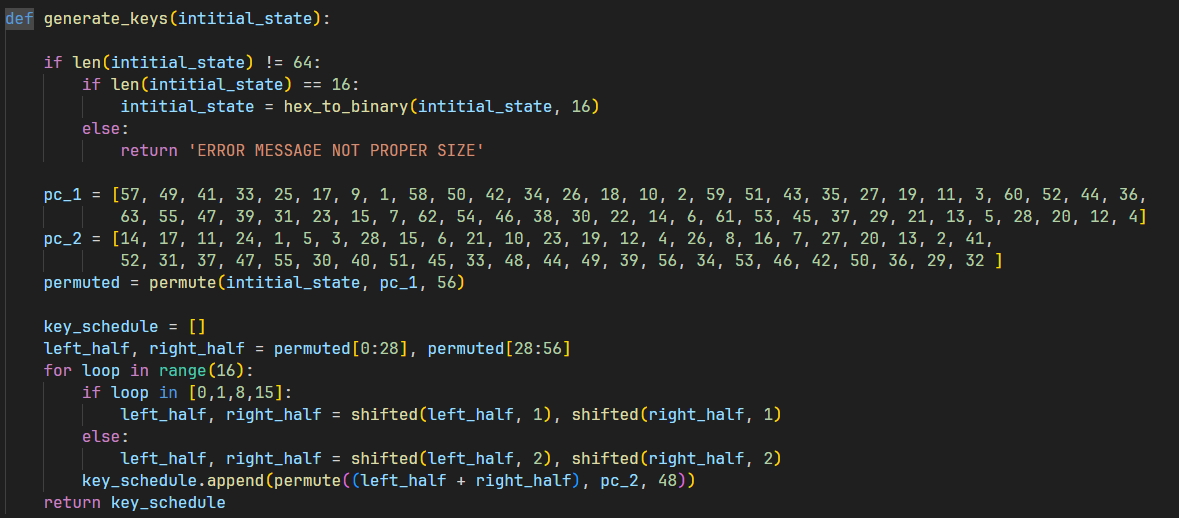 def generate_keys(intitial_state):
if len(intitial_state) != 64:
if len(intitial_state) == 16:
intitial_state = hex_to_binary(intitial_state, 16)
else:
return 'ERROR MESSAGE NOT PROPER SIZE'
pc_1 = [57, 49, 41, 33, 25, 17, 9, 1, 58, 50, 42, 34, 26, 18, 10, 2, 59, 51, 43, 35, 27, 19, 11, 3, 60, 52, 44, 36,
63, 55, 47, 39, 31, 23, 15, 7, 62, 54, 46, 38, 30, 22, 14, 6, 61, 53, 45, 37, 29, 21, 13, 5, 28, 20, 12, 4]
pc_2 = [14, 17, 11, 24, 1, 5, 3, 28, 15, 6, 21, 10, 23, 19, 12, 4, 26, 8, 16, 7, 27, 20, 13, 2, 41,
52, 31, 37, 47, 55, 30, 40, 51, 45, 33, 48, 44, 49, 39, 56, 34, 53, 46, 42, 50, 36, 29, 32 ]
permuted = permute(intitial_state, pc_1, 56)
key_schedule = []
left_half, right_half = permuted[0:28], permuted[28:56]
for loop in range(16):
if loop in [0,1,8,15]:
left_half, right_half = shifted(left_half, 1), shifted(right_half, 1)
else:
left_half, right_half = shifted(left_half, 2), shifted(right_half, 2)
key_schedule.append(permute((left_half + right_half), pc_2, 48))
return key_schedule